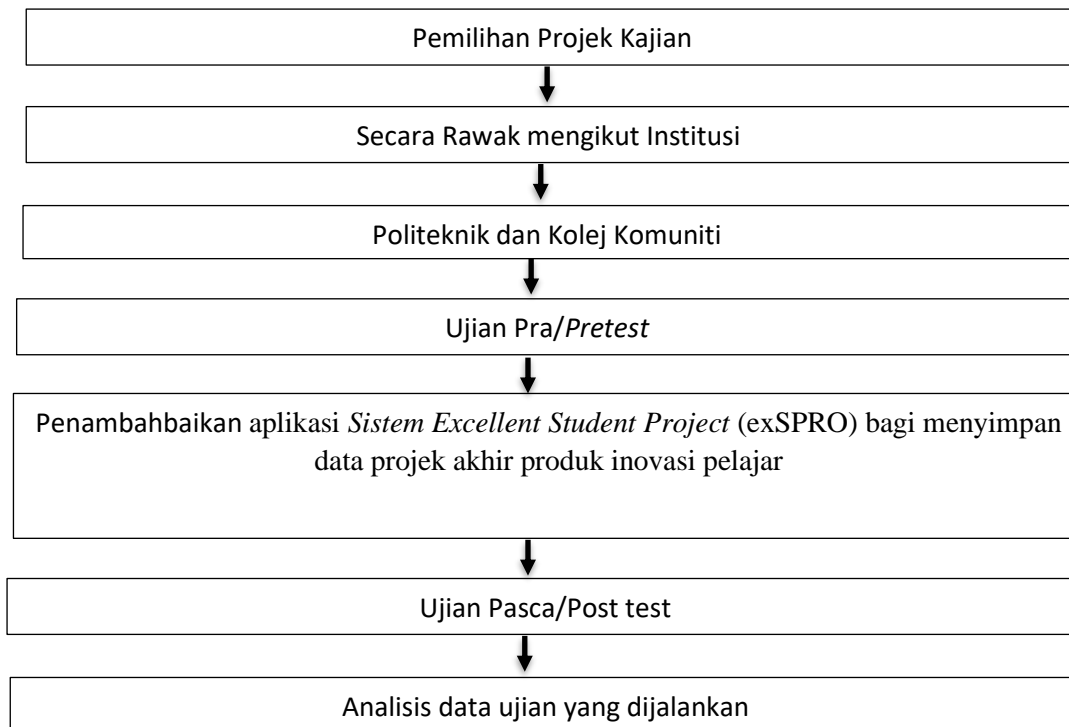 Pemilihan Projek Kajian
Secara Rawak mengikut Institusi
Politeknik dan Kolej Komuniti
Ujian Pra/Pretest
Penambahbaikan aplikasi Sistem Excellent Student Project (exSPRO) bagi menyimpan
data projek akhir produk inovasi pelajar
Ujian Pasca/Post test
Analisis data ujian yang dijalankan